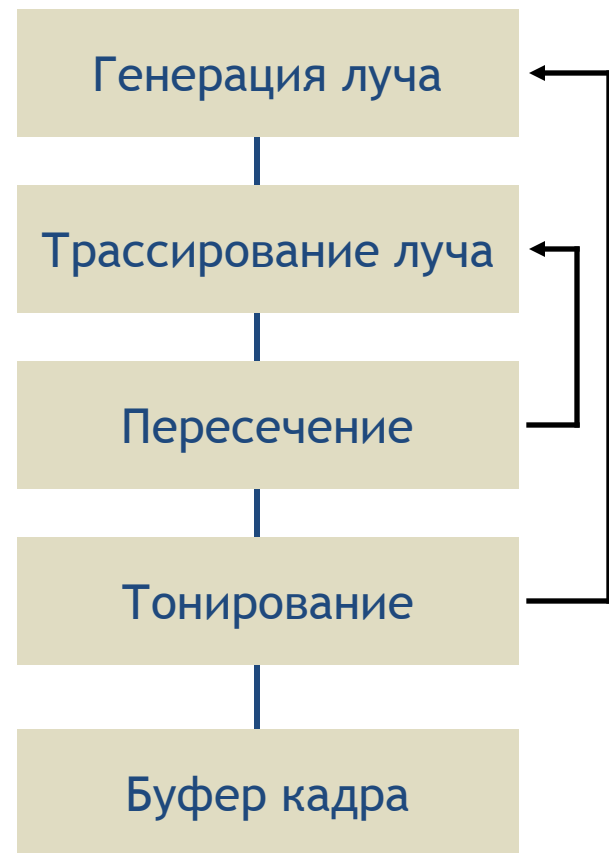 Генерация луча
Трассирование луча
Пересечение
Тонирование
Буфер кадра